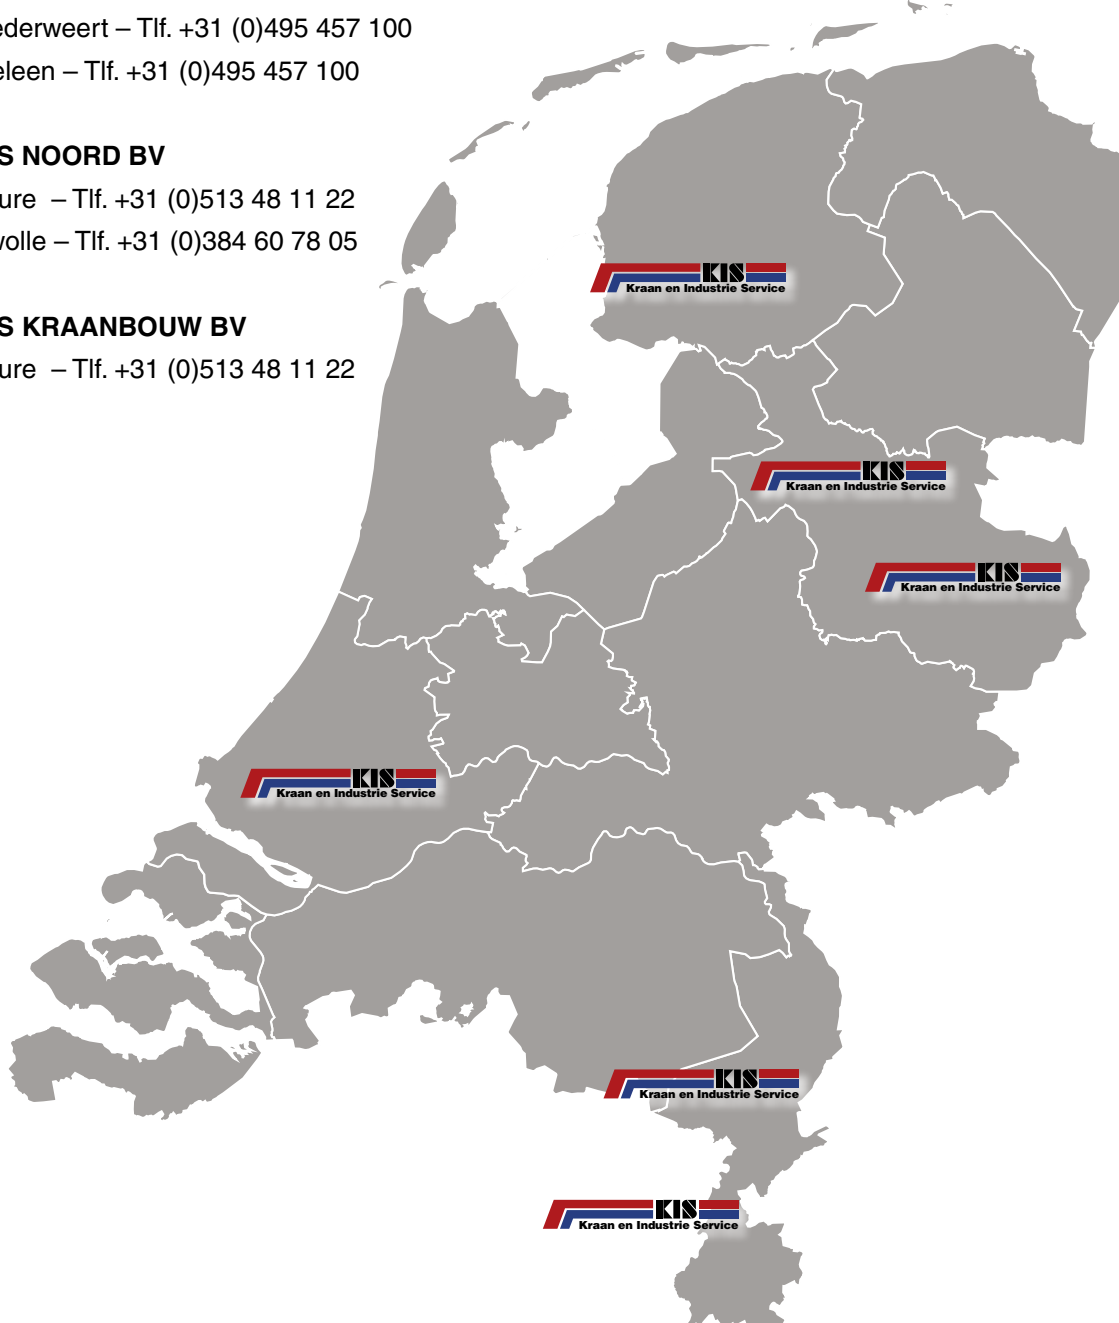 ederweert – Tlf. +31 (0)495 457 100
eleen – Tlf. +31 (0)495 457 100
S NOORD BV
ure – Tlf. +31 (0)513 48 11 22
volle – Tlf. +31 (0)384 60 78 05
S KRAANBOUW BV
ure – Tlf. +31 (0)513 48 11 22
KIS
Kraan en Industrie Service
KIS
Kraan en Industrie Service
KIS
Kraan en Industrie Service
KIS
Kraan en Industrie Service
KIS
Kraan en Industrie Service
KIS
Kraan en Industrie Service